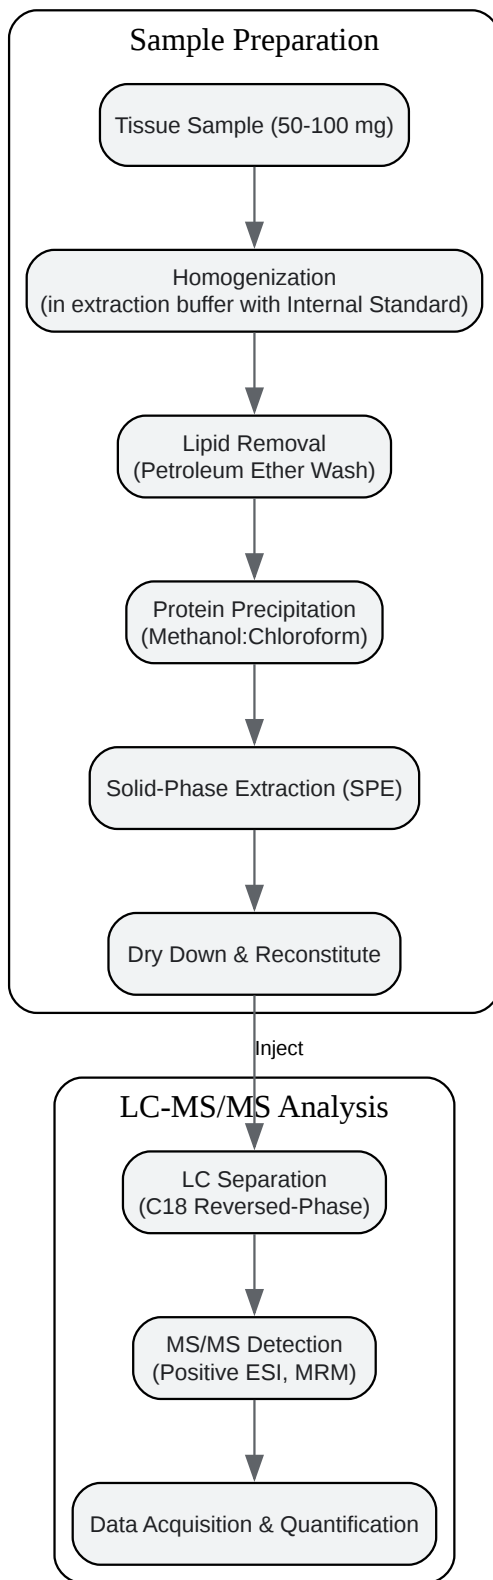 Sample Preparation
Tissue Sample (50-100 mg)
Homogenization
(in extraction buffer with Internal Standard)
Lipid Removal
(Petroleum Ether Wash)
Protein Precipitation
(Methanol:Chloroform)
Solid-Phase Extraction (SPE)
Dry Down & Reconstitute
Inject
LC-MS/MS Analysis
LC Separation
(C18 Reversed-Phase)
MS/MS Detection
(Positive ESI, MRM)
Data Acquisition & Quantification